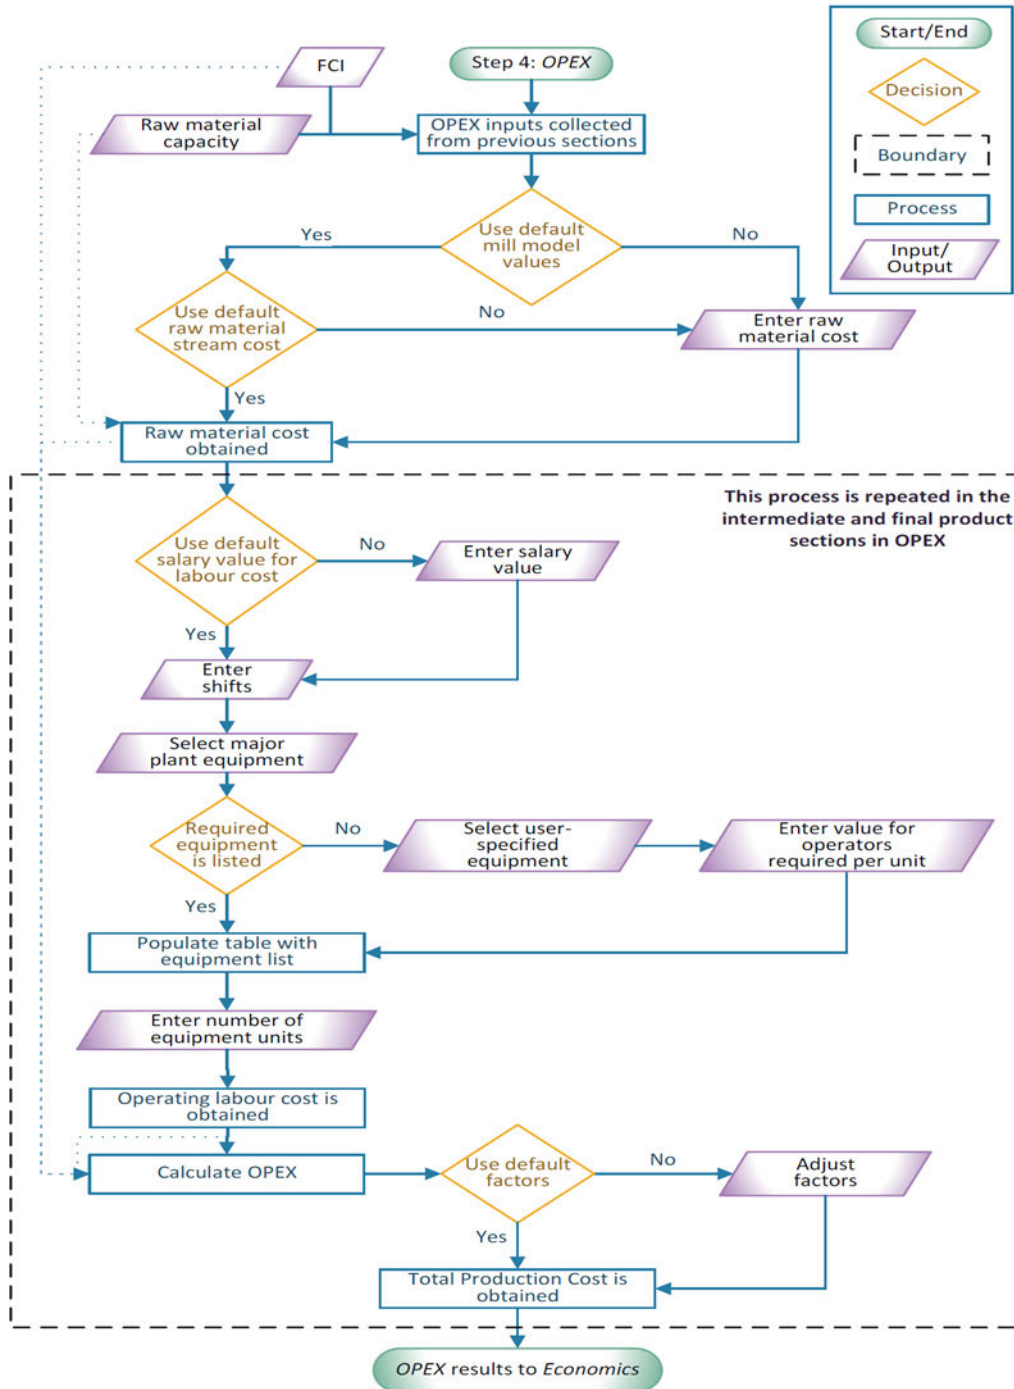 Start/End
FCI
Step 4: OPEX
Decision
Raw material
capacity
OPEX inputs collected
from previous sections
Boundary
Process
Yes
Use default
mill model
values
No
Input/
Output
Use default
raw material
stream cost
No
Enter raw
material cost
Yes
Raw material cost
obtained
This process is repeated in the
intermediate and final product
sections in OPEX
Use default
salary value for
labour cost
No
Enter salary
value
Yes
Enter
shifts
Select major
plant equipment
Required
equipment
is listed
No
Select user-
specified
equipment
Enter value for
operators
required per unit
Yes
Populate table with
equipment list
Enter number of
equipment units
Operating labour cost is
obtained
Calculate OPEX
Use default
factors
No
Adjust
factors
Yes
Total Production Cost is
obtained
OPEX results to Economics